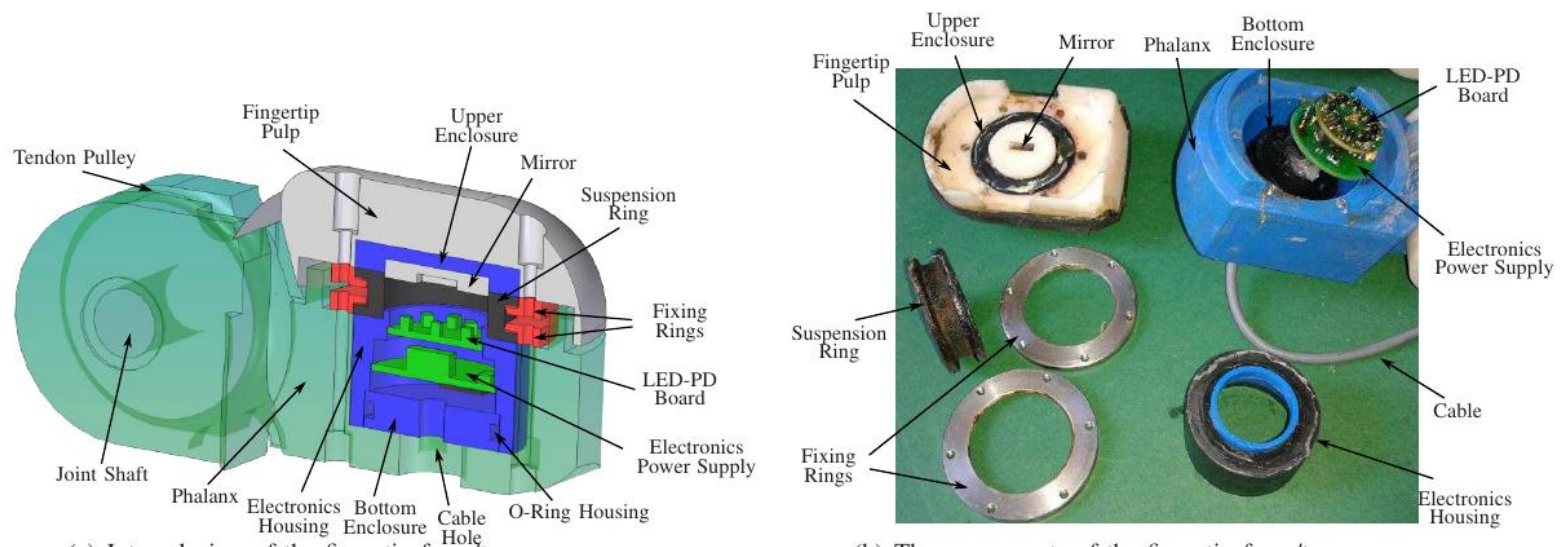 Fingertip
Pulp
Upper
Enclosure
Tendon Pulley
Mirror
Suspension
Ring
Fixing
Rings
LED-PD
Board
Electronics
Power Supply
Joint Shaft
Phalanx
Electronics
Housing
Bottom
Enclosure
Cable
Hole
O-Ring Housing
Upper
Enclosure
Mirror
Phalanx
Bottom
Enclosure
Fingertip
Pulp
LED-PD
Board
Electronics
Power Supply
Suspension
Ring
Cable
Fixing
Rings
Electronics
Housing